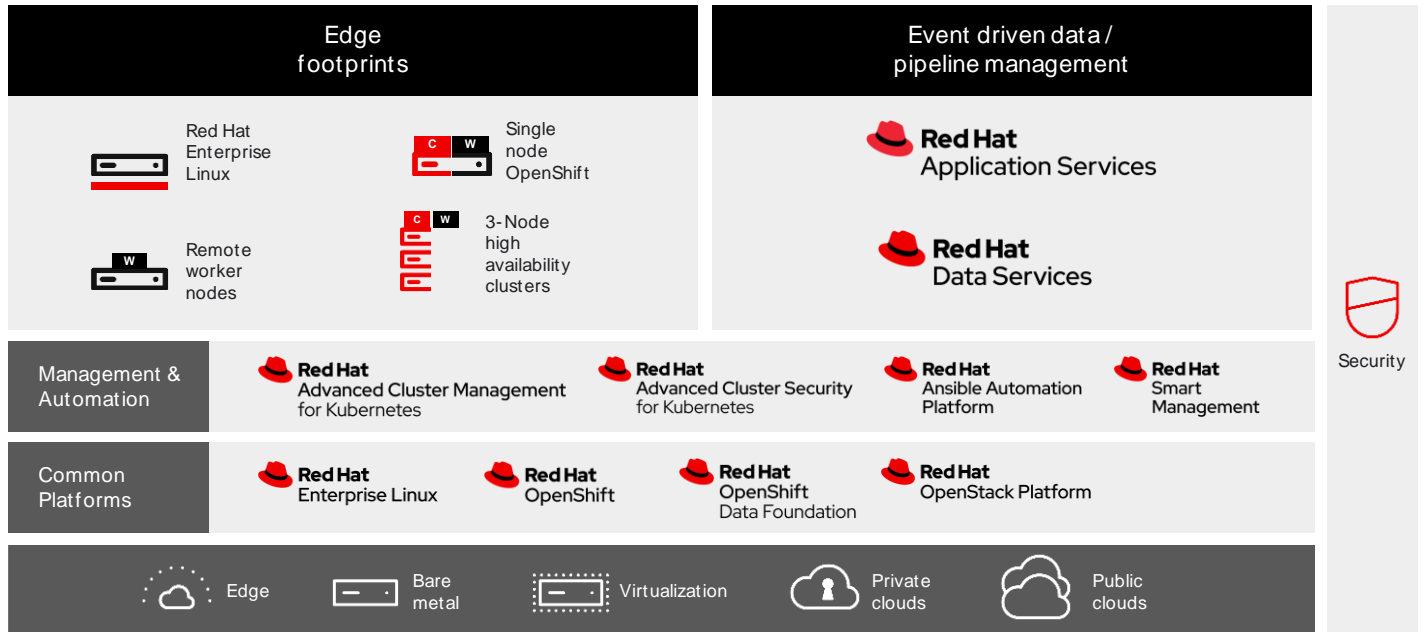 Edge
footprints
Event driven data /
pipeline management
Red Hat
Enterprise
Linux
C W
Single
node
OpenShift
W
Remote
worker
nodes
C W
3-Node
high
availability
clusters
Red Hat
Application Services
Red Hat
Data Services
Security
Management &
Automation
Red Hat
Advanced Cluster Management
for Kubernetes
Red Hat
Advanced Cluster Security
for Kubernetes
Red Hat
Ansible Automation
Platform
Red Hat
Smart
Management
Common
Platforms
Red Hat
Enterprise Linux
Red Hat
OpenShift
Red Hat
OpenShift
Data Foundation
Red Hat
OpenStack Platform
Edge
Bare
metal
Virtualization
Private
clouds
Public
clouds